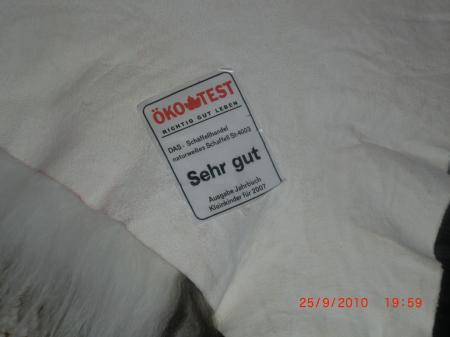 ÖKO TEST
RICHTIG GUT LEBEN
DAS - Schaffellhandel
naturweißes Schaffell St-4003
Sehr gut
Ausgabe Jahrbuch
Kleinkinder für 2007
25/9/2010 19:59